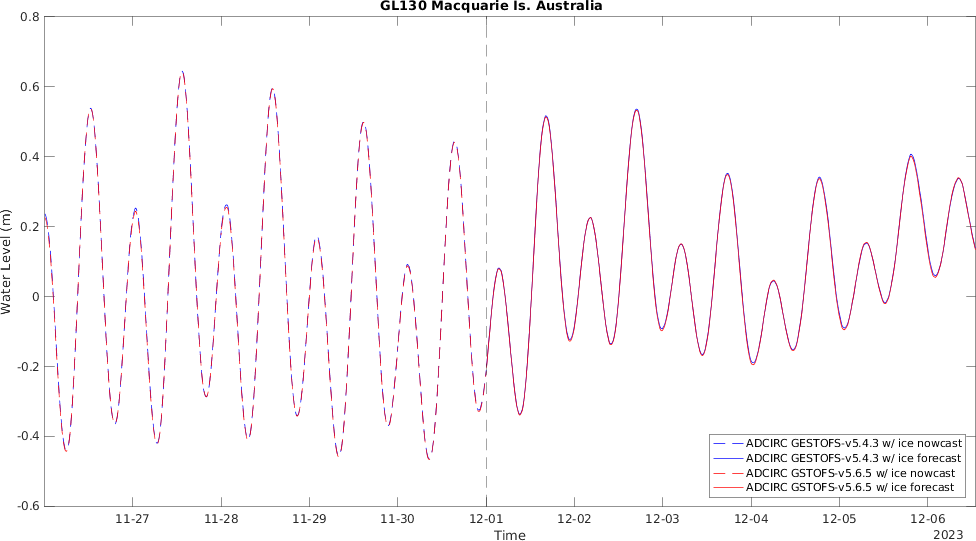 GL130 Macquarie Is. Australia
0.8
0.6
0.4
0.2
0
-0.2
-0.4
-0.6
Water Level (m)
11-27
11-28
11-29
11-30
12-01
12-02
12-03
12-04
12-05
12-06
Time
2023
ADCIRC GESTOFS-v5.4.3 w/ ice nowcast
ADCIRC GESTOFS-v5.4.3 w/ ice forecast
ADCIRC GSTOFS-v5.6.5 w/ ice nowcast
ADCIRC GSTOFS-v5.6.5 w/ ice forecast